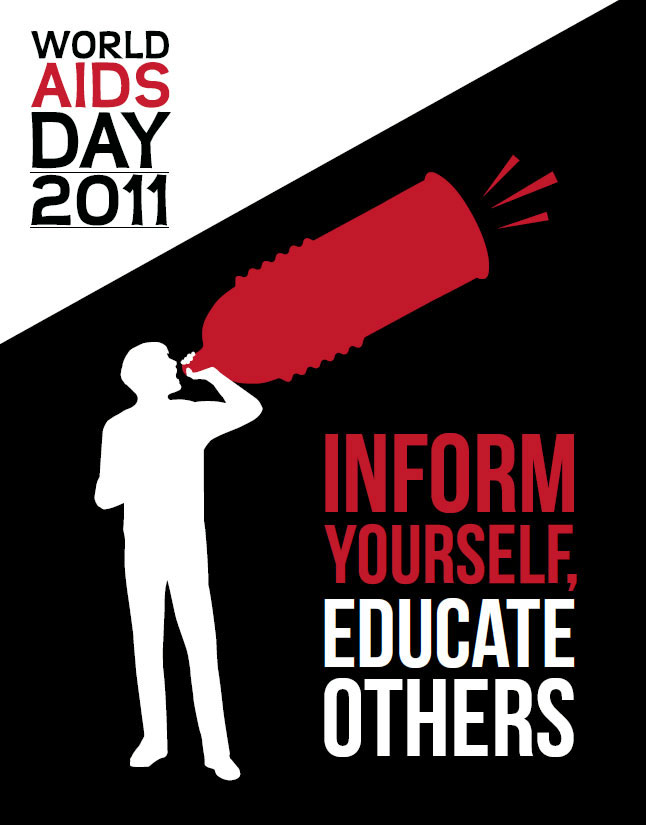 WORLD
AIDS
DAY
2011
INFORM
YOURSELF,
EDUCATE
OTHERS